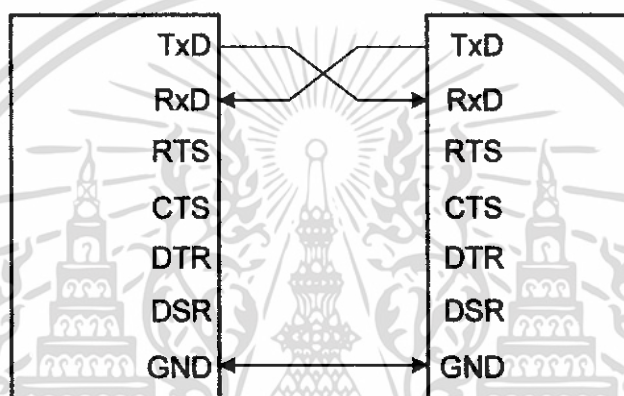 TxD TxD
RxD RxD
RTS RTS
CTS CTS
DTR DTR
DSR DSR
GND GND